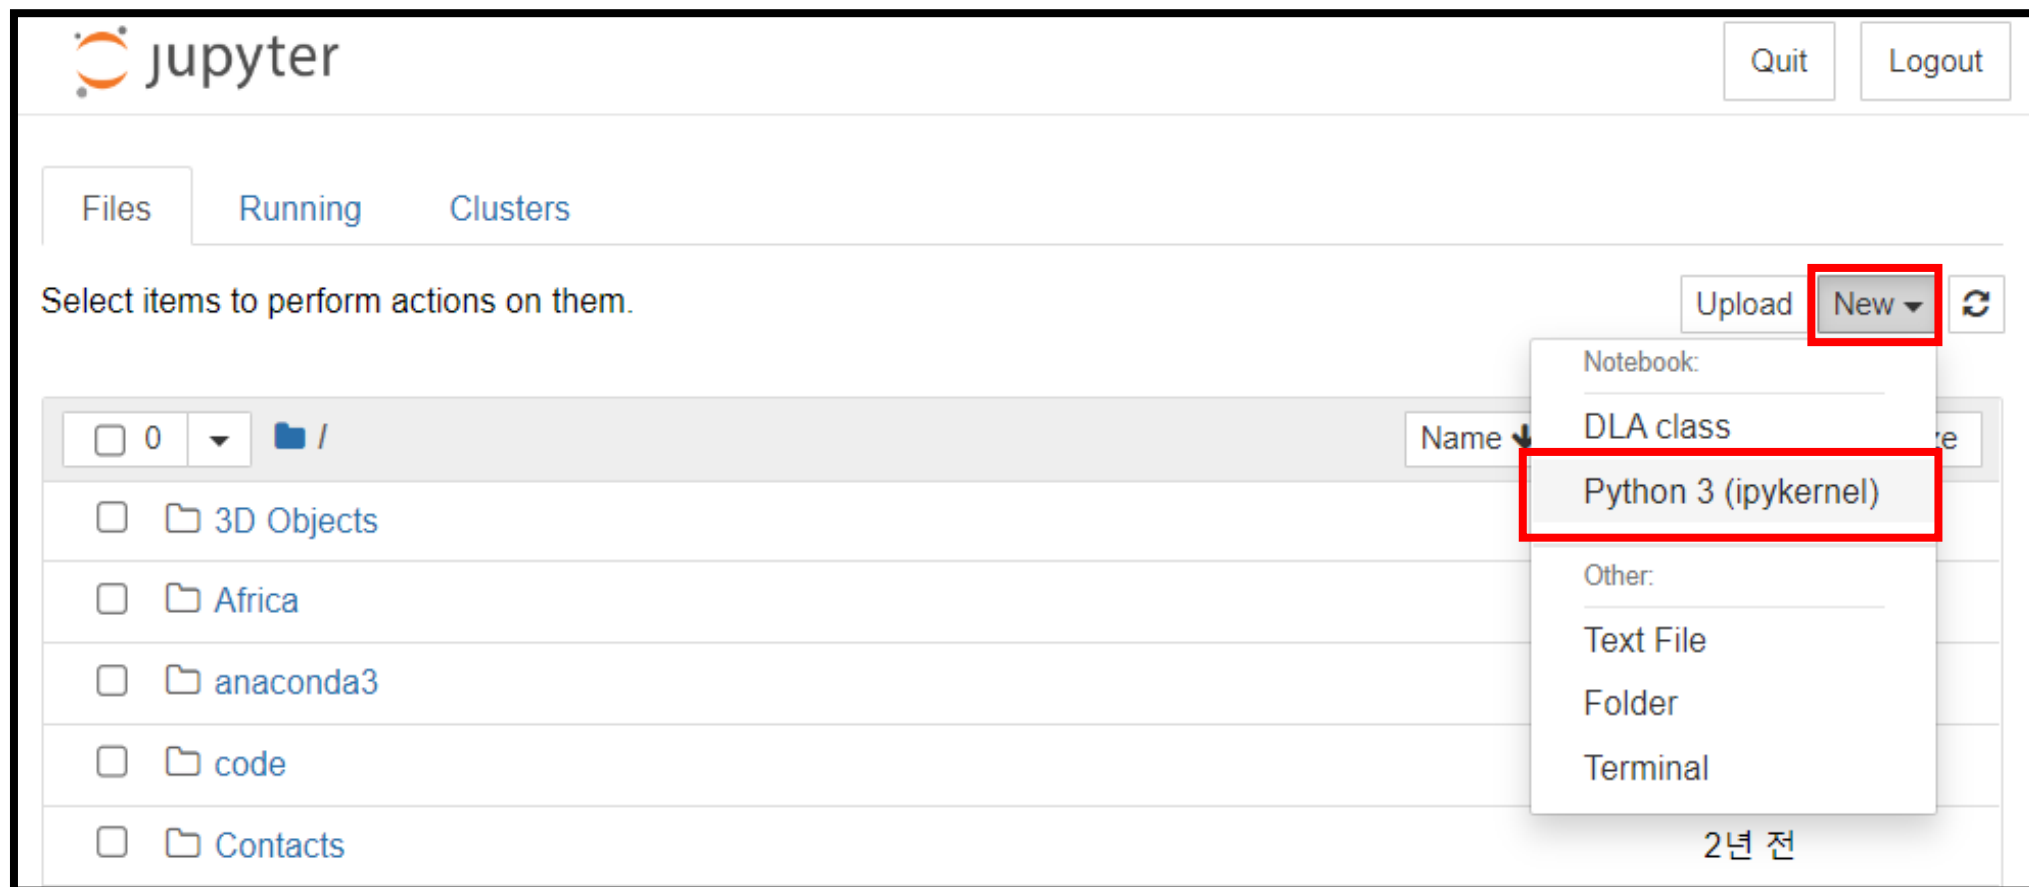 jupyter
Quit
Logout
Files
Running
Clusters
Select items to perform actions on them.
Upload
New
Notebook:
DLA class
Python 3 (ipykernel)
Other:
Text File
Folder
Terminal
0
/
Name
3D Objects
Africa
anaconda3
code
Contacts
2년 전